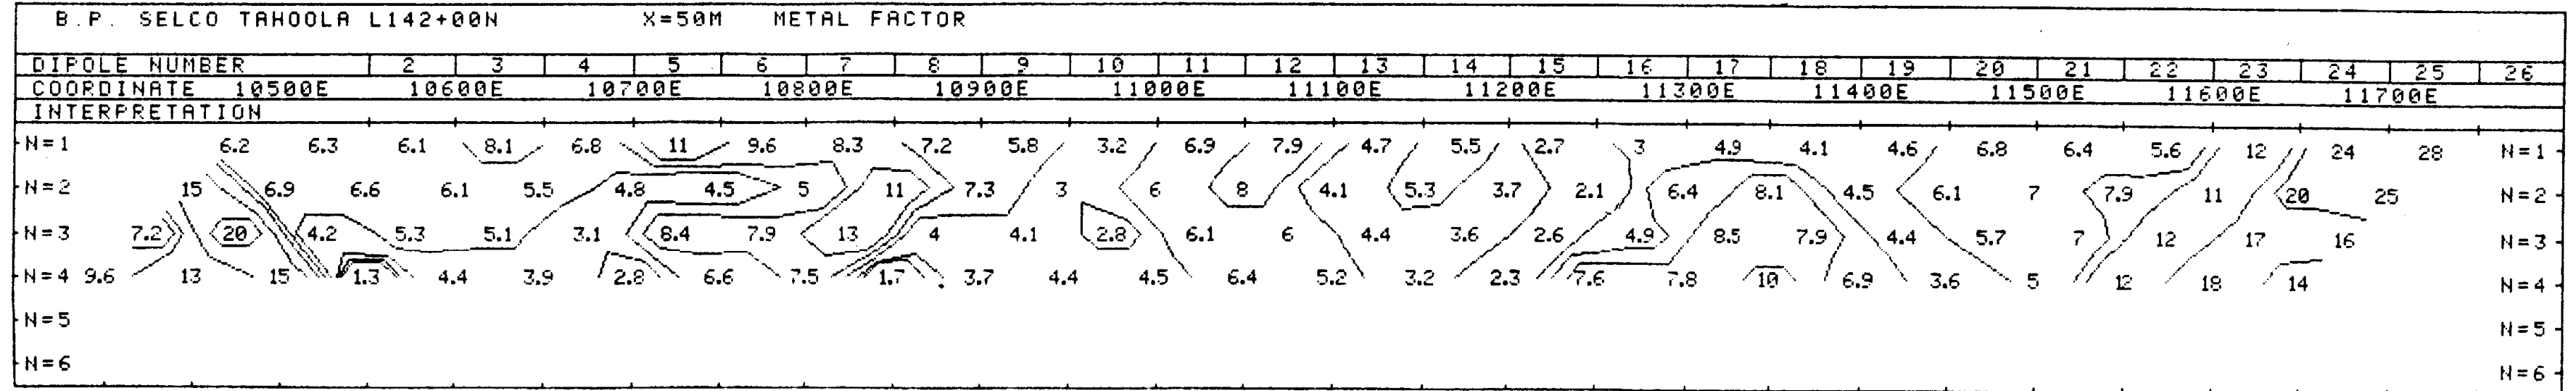 B.P. SELCO TAHOOLA L142+00N X=50M METAL FACTOR
DIPOLE NUMBER 2 3 4 5 6 7 8 9 10 11 12 13 14 15 16 17 18 19 20 21 22 23 24 25 26
COORDINATE 10500E 10600E 10700E 10800E 10900E 11000E 11100E 11200E 11300E 11400E 11500E 11600E 11700E
INTERPRETATION
N=1 6.2 6.3 6.1 8.1 6.8 11 9.6 8.3 7.2 5.8 3.2 6.9 7.9 4.7 5.5 2.7 3 4.9 4.1 4.6 6.8 6.4 5.6 12 24 28 N=1
N=2 15 6.9 6.6 6.1 5.5 4.8 4.5 5 11 7.3 3 6 8 4.1 5.3 3.7 2.1 6.4 8.1 4.5 6.1 7 7.9 11 20 25 N=2
N=3 7.2 20 4.2 5.3 5.1 3.1 8.4 7.9 13 4 4.1 2.8 6.1 6 4.4 3.6 2.6 4.9 8.5 7.9 4.4 5.7 7 12 17 16 N=3
N=4 9.6 13 15 1.3 4.4 3.9 2.8 6.6 7.5 1.7 3.7 4.4 4.5 6.4 5.2 3.2 2.3 7.6 7.8 10 6.9 3.6 5 12 18 14 N=4
N=5 N=5
N=6 N=6